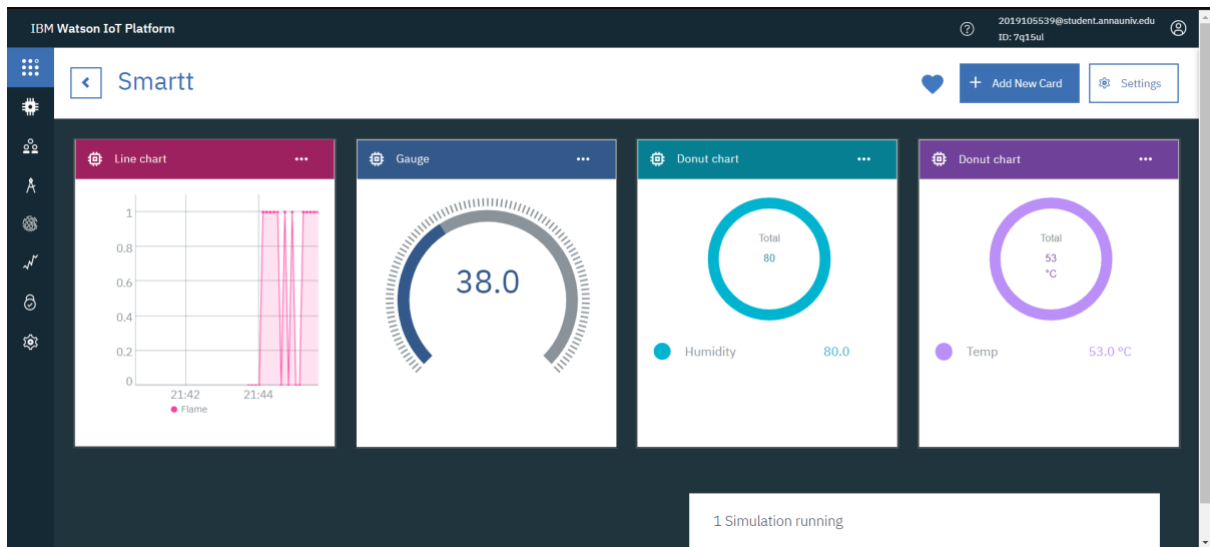 IBM Watson IoT Platform
2019105539@student.annauniv.edu
ID: 7q15ul
Smartt
+ Add New Card
Settings
Line chart
1
0.8
0.6
0.4
0.2
0
21:42 21:44
Flame
Gauge
38.0
Donut chart
Total
80
Humidity 80.0
Donut chart
Total
53
°C
Temp 53.0 °C
1 Simulation running